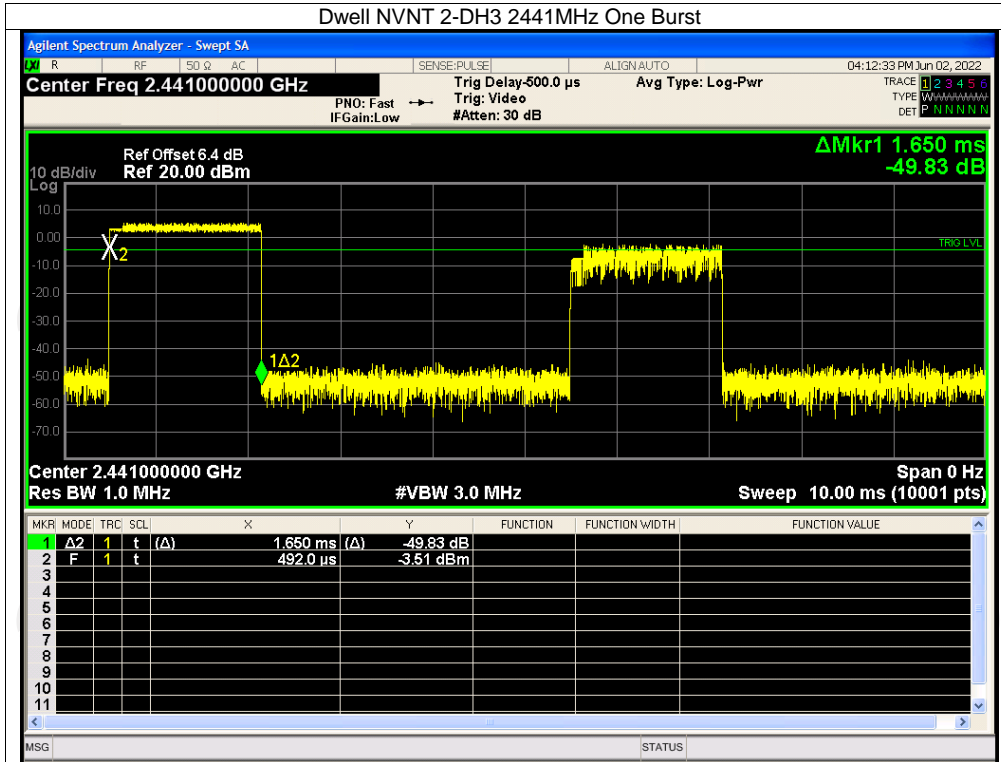 Dwell NVNT 2-DH3 2441MHz One Burst
Agilent Spectrum Analyzer - Swept SA
LXI R RF 50 Ω AC SENSE:PULSE ALIGN AUTO 04:12:33 PM Jun 02, 2022
Center Freq 2.441000000 GHz Trig Delay-500.0 µs Avg Type: Log-Pwr TRACE 1 2 3 4 5 6
PNO: Fast Trig: Video TYPE WWWWWW
IFGain:Low #Atten: 30 dB DET P N N N N N
ΔMkr1 1.650 ms
Ref Offset 6.4 dB
10 dB/div Ref 20.00 dBm -49.83 dB
Log
10.0
0.00
TRIG LVL
X2
-10.0
-20.0
-30.0
-40.0
1Δ2
-50.0
-60.0
-70.0
Center 2.441000000 GHz Span 0 Hz
Res BW 1.0 MHz #VBW 3.0 MHz Sweep 10.00 ms (10001 pts)
MKR MODE TRC SCL X Y FUNCTION FUNCTION WIDTH FUNCTION VALUE
1 Δ2 1 t (Δ) 1.650 ms (Δ) -49.83 dB
2 F 1 t 492.0 µs -3.51 dBm
3
4
5
6
7
8
9
10
11
MSG STATUS